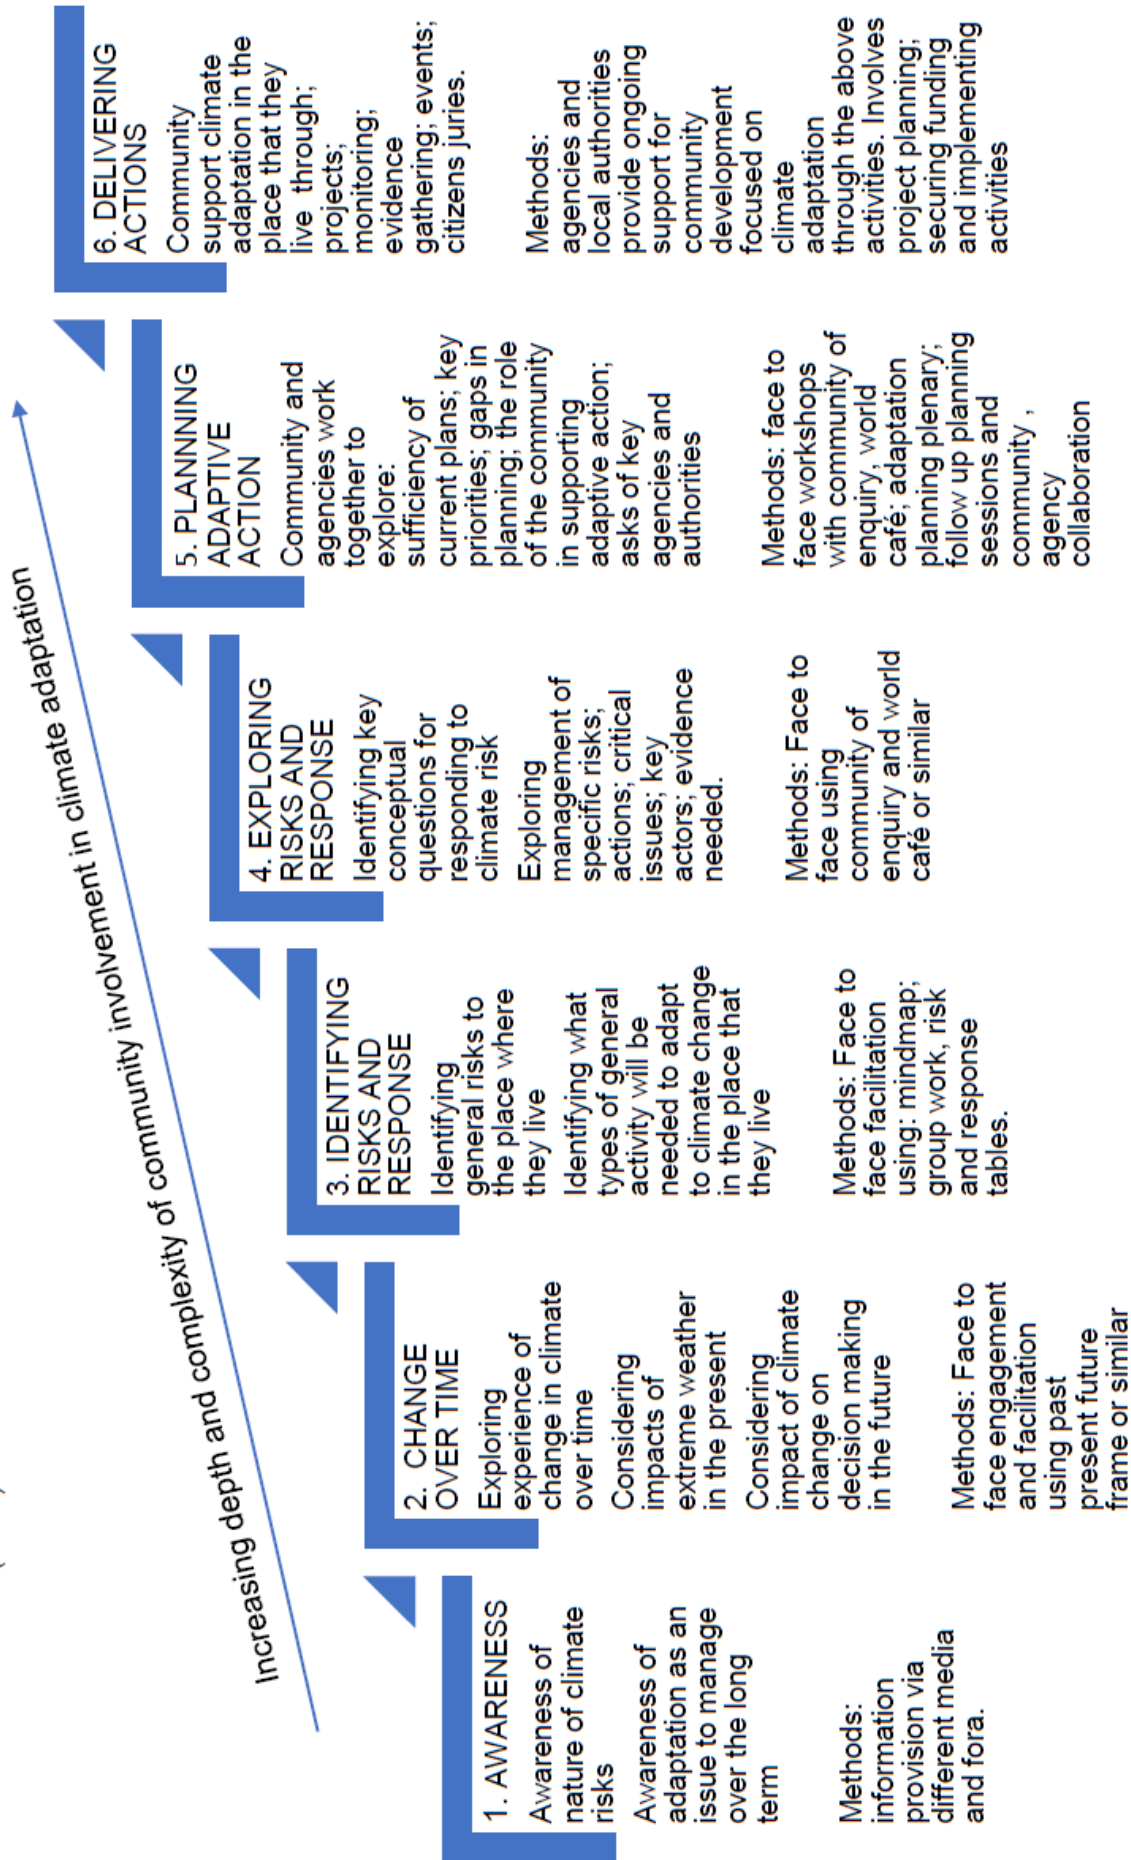 Increasing depth and complexity of community involvement in climate adaptation
1. AWARENESS
Awareness of
nature of climate
risks
Awareness of
adaptation as an
issue to manage
over the long
term
Methods:
information
provision via
different media
and fora.
2. CHANGE
OVER TIME
Exploring
experience of
change in climate
over time
Considering
impacts of
extreme weather
in the present
Considering
impact of climate
change on
decision making
in the future
Methods: Face to
face engagement
and facilitation
using past
present future
frame or similar
3. IDENTIFYING
RISKS AND
RESPONSE
Identifying
general risks to
the place where
they live
Identifying what
types of general
activity will be
needed to adapt
to climate change
in the place that
they live
Methods: Face to
face facilitation
using: mindmap;
group work, risk
and response
tables.
4. EXPLORING
RISKS AND
RESPONSE
Identifying key
conceptual
questions for
responding to
climate risk
Exploring
management of
specific risks;
actions; critical
issues; key
actors; evidence
needed.
Methods: Face to
face using
community of
enquiry and world
café or similar
5. PLANNNING
ADAPTIVE
ACTION
Community and
agencies work
together to
explore:
sufficiency of
current plans; key
priorities; gaps in
planning; the role
of the community
in supporting
adaptive action;
asks of key
agencies and
authorities
Methods: face to
face workshops
with community of
enquiry, world
café; adaptation
planning plenary;
follow up planning
sessions and
community ,
agency
collaboration
6. DELIVERING
ACTIONS
Community
support climate
adaptation in the
place that they
live through;
projects;
monitoring;
evidence
gathering; events;
citizens juries.
Methods:
agencies and
local authorities
provide ongoing
support for
community
development
focused on
climate
adaptation
through the above
activities. Involves
project planning;
securing funding
and implementing
activities